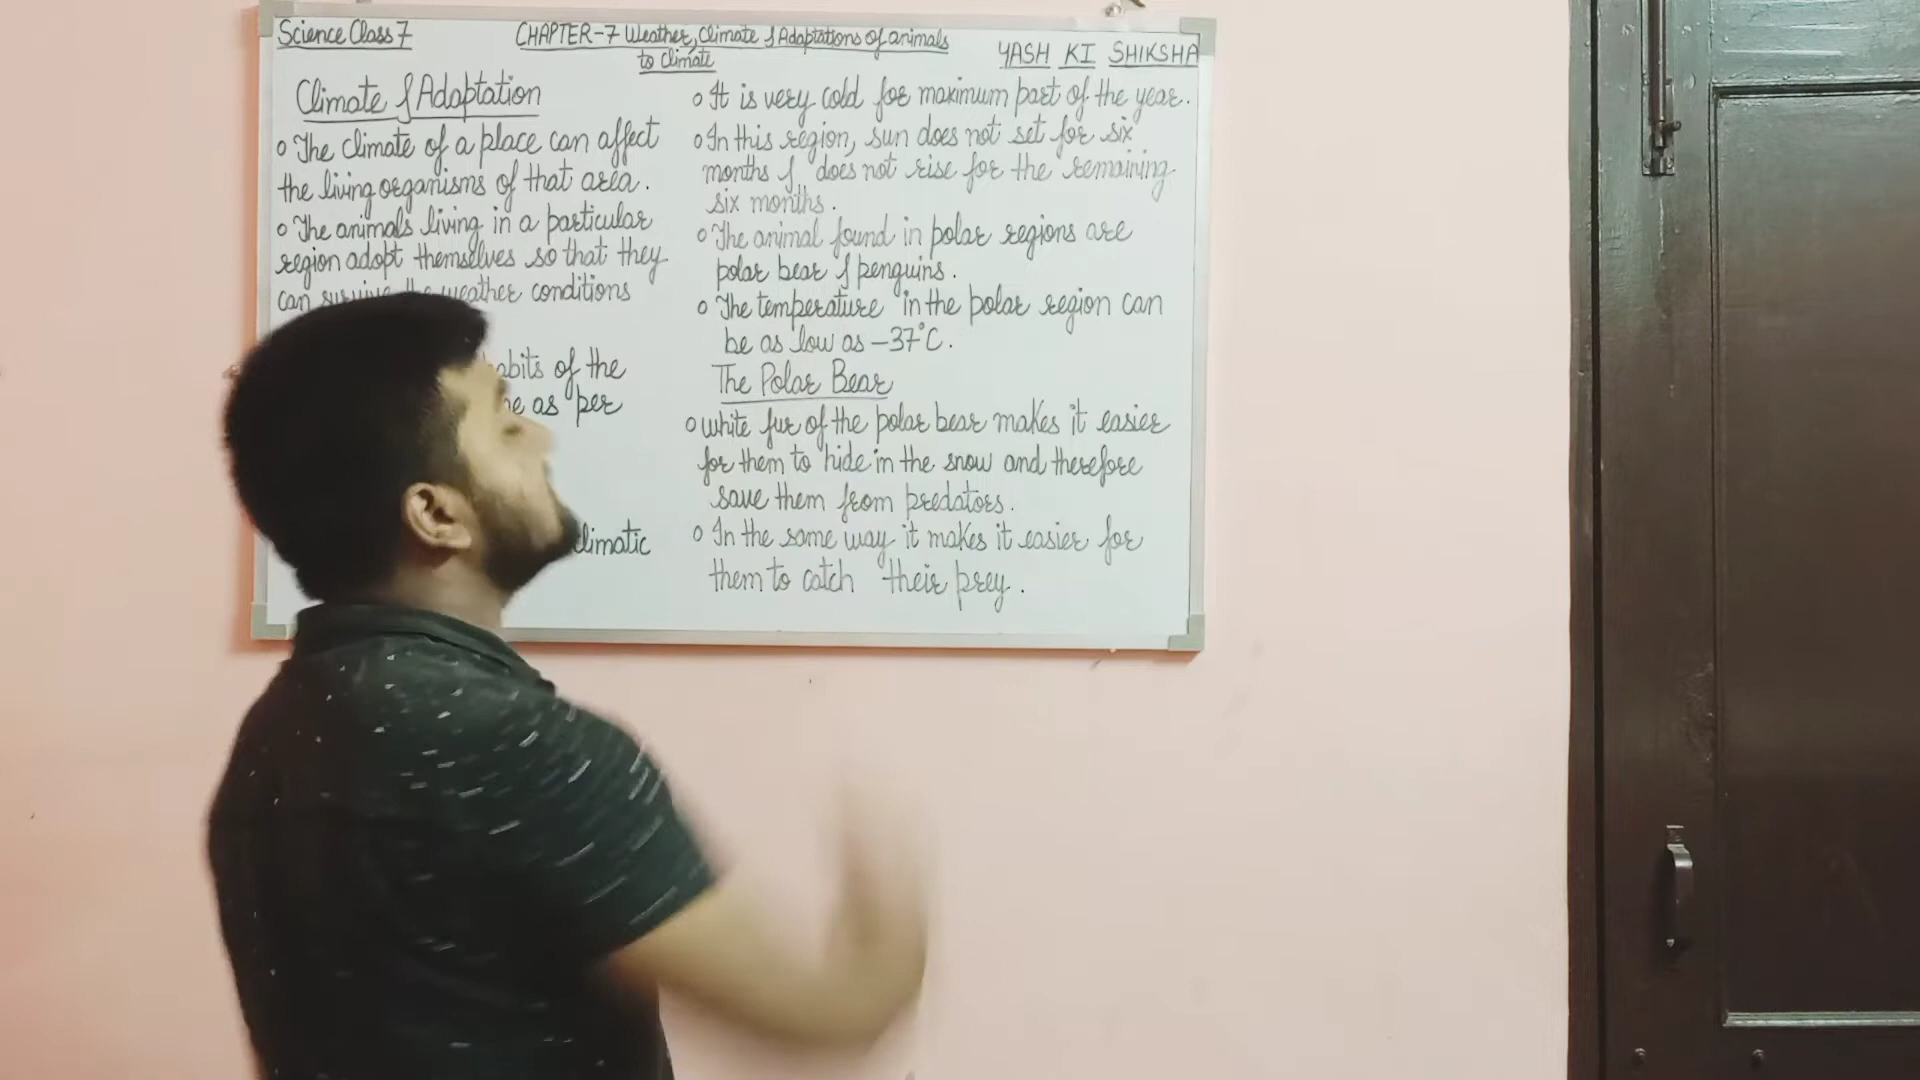 Science Class 7
CHAPTER-7 Weather, Climate & Adaptations of animals
to Climate
YASH KI SHIKSHA
Climate & Adaptation
o The climate of a place can affect
the living organisms of that area.
o The animals living in a particular
region adopt themselves so that they
can survive the weather conditions
of the
as per
climatic
o It is very cold for maximum part of the year.
o In this region, sun does not set for six
months & does not rise for the remaining
six months.
o The animal found in polar regions are
polar bear & penguins.
o The temperature in the polar region can
be as low as -37°C.
The Polar Bear
o white fur of the polar bear makes it easier
for them to hide in the snow and therefore
save them from predators.
o In the same way it makes it easier for
them to catch their prey.